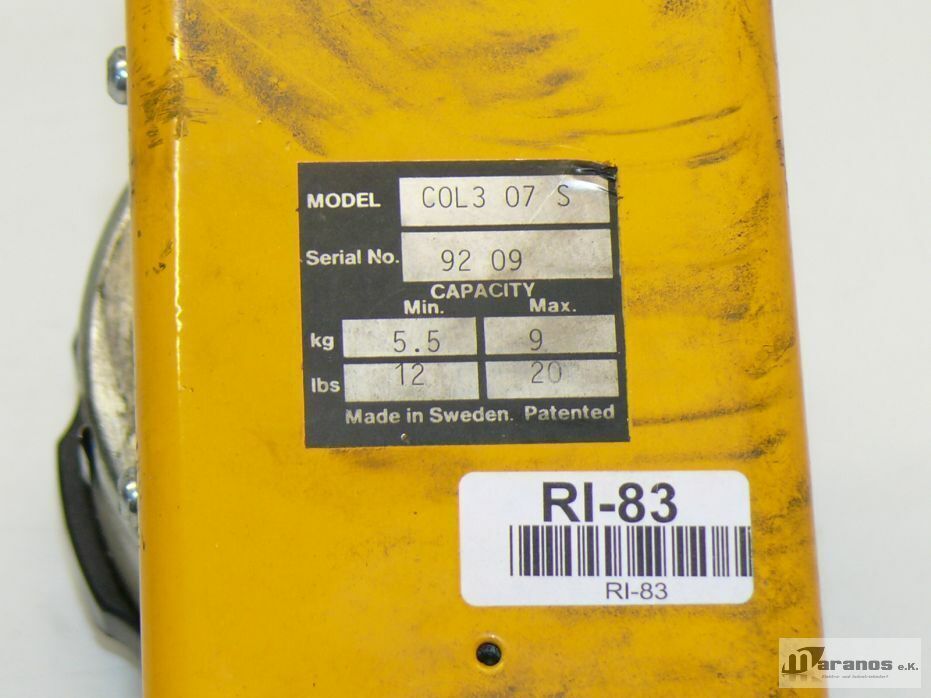 MODEL COL3 07 S
Serial No. 92 09
CAPACITY
Min. Max.
kg 5.5 9
lbs 12 20
Made in Sweden. Patented
RI-83
RI-83
Maranos e.K.